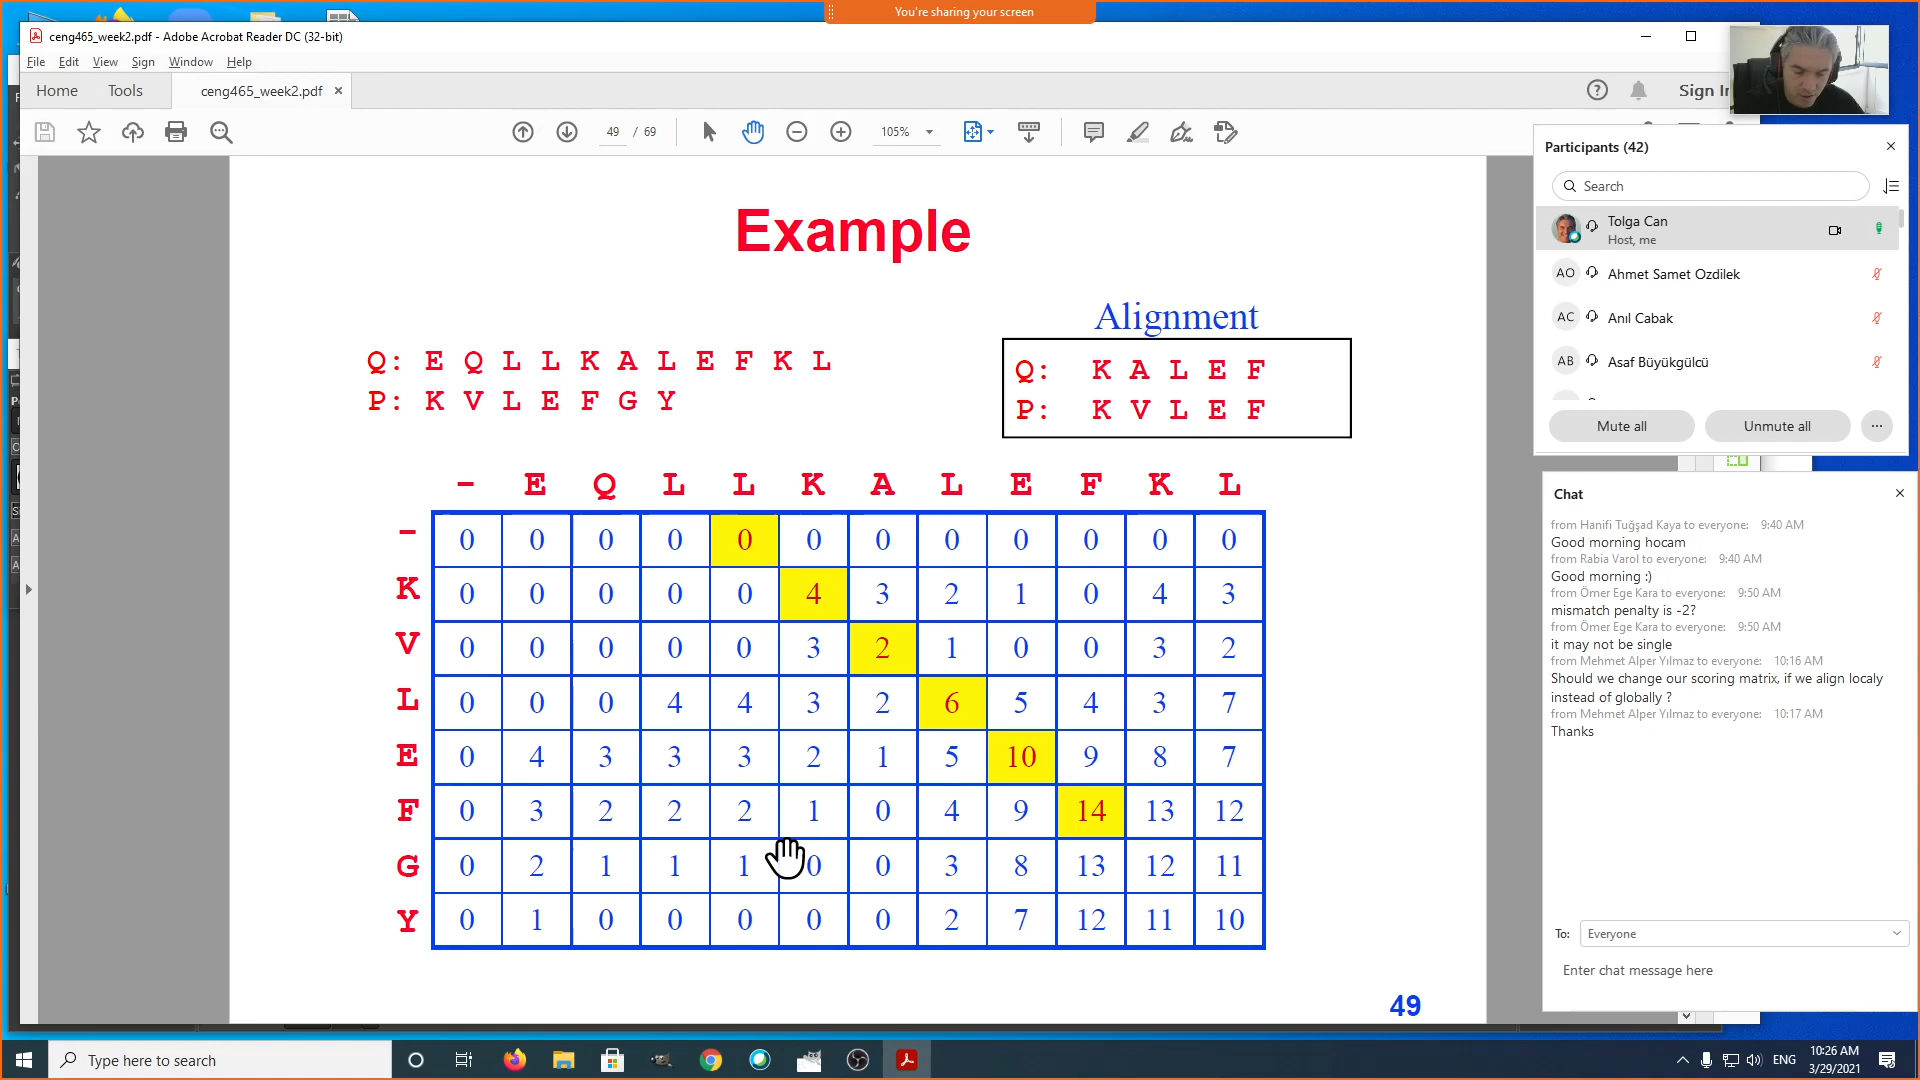 You're sharing your screen
ceng465_week2.pdf - Adobe Acrobat Reader DC (32-bit)
File Edit View Sign Window Help
Home Tools ceng465_week2.pdf × Sign In
49 / 69 105%
Example
Alignment
Q: E Q L L K A L E F K L
P: K V L E F G Y
Q: K A L E F
P: K V L E F
- E Q L L K A L E F K L
- 0 0 0 0 0 0 0 0 0 0 0 0
K 0 0 0 0 0 4 3 2 1 0 4 3
V 0 0 0 0 0 3 2 1 0 0 3 2
L 0 0 0 4 4 3 2 6 5 4 3 7
E 0 4 3 3 3 2 1 5 10 9 8 7
F 0 3 2 2 2 1 0 4 9 14 13 12
G 0 2 1 1 1 0 0 3 8 13 12 11
Y 0 1 0 0 0 0 0 2 7 12 11 10
49
Participants (42)
Search
Tolga Can
Host, me
AO Ahmet Samet Ozdilek
AC Anıl Cabak
AB Asaf Büyükgülcü
Mute all Unmute all ...
Chat
from Hanifi Tuğşad Kaya to everyone: 9:40 AM
Good morning hocam
from Rabia Varol to everyone: 9:40 AM
Good morning :)
from Ömer Ege Kara to everyone: 9:50 AM
mismatch penalty is -2?
from Ömer Ege Kara to everyone: 9:50 AM
it may not be single
from Mehmet Alper Yılmaz to everyone: 10:16 AM
Should we change our scoring matrix, if we align localy
instead of globally ?
from Mehmet Alper Yılmaz to everyone: 10:17 AM
Thanks
To: Everyone
Enter chat message here
Type here to search
ENG
10:26 AM
3/29/2021